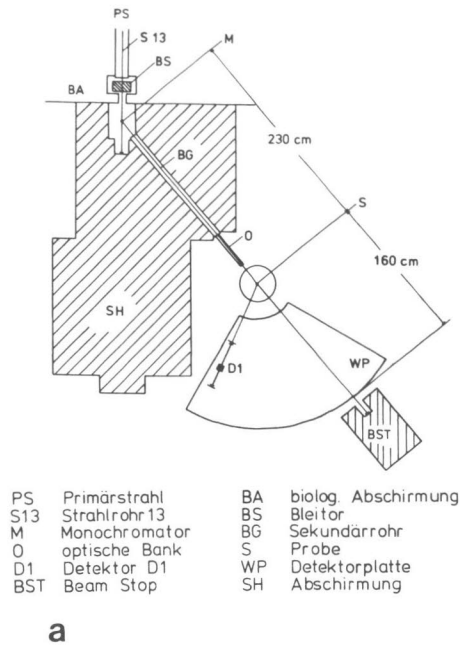 PS
S 13
M
BS
BA
230 cm
BG
S
O
160 cm
SH
WP
D1
BST
PS Primärstrahl
S13 Strahlrohr 13
M Monochromator
O optische Bank
D1 Detektor D1
BST Beam Stop
BA biolog. Abschirmung
BS Bleitor
BG Sekundärrohr
S Probe
WP Detektorplatte
SH Abschirmung
a